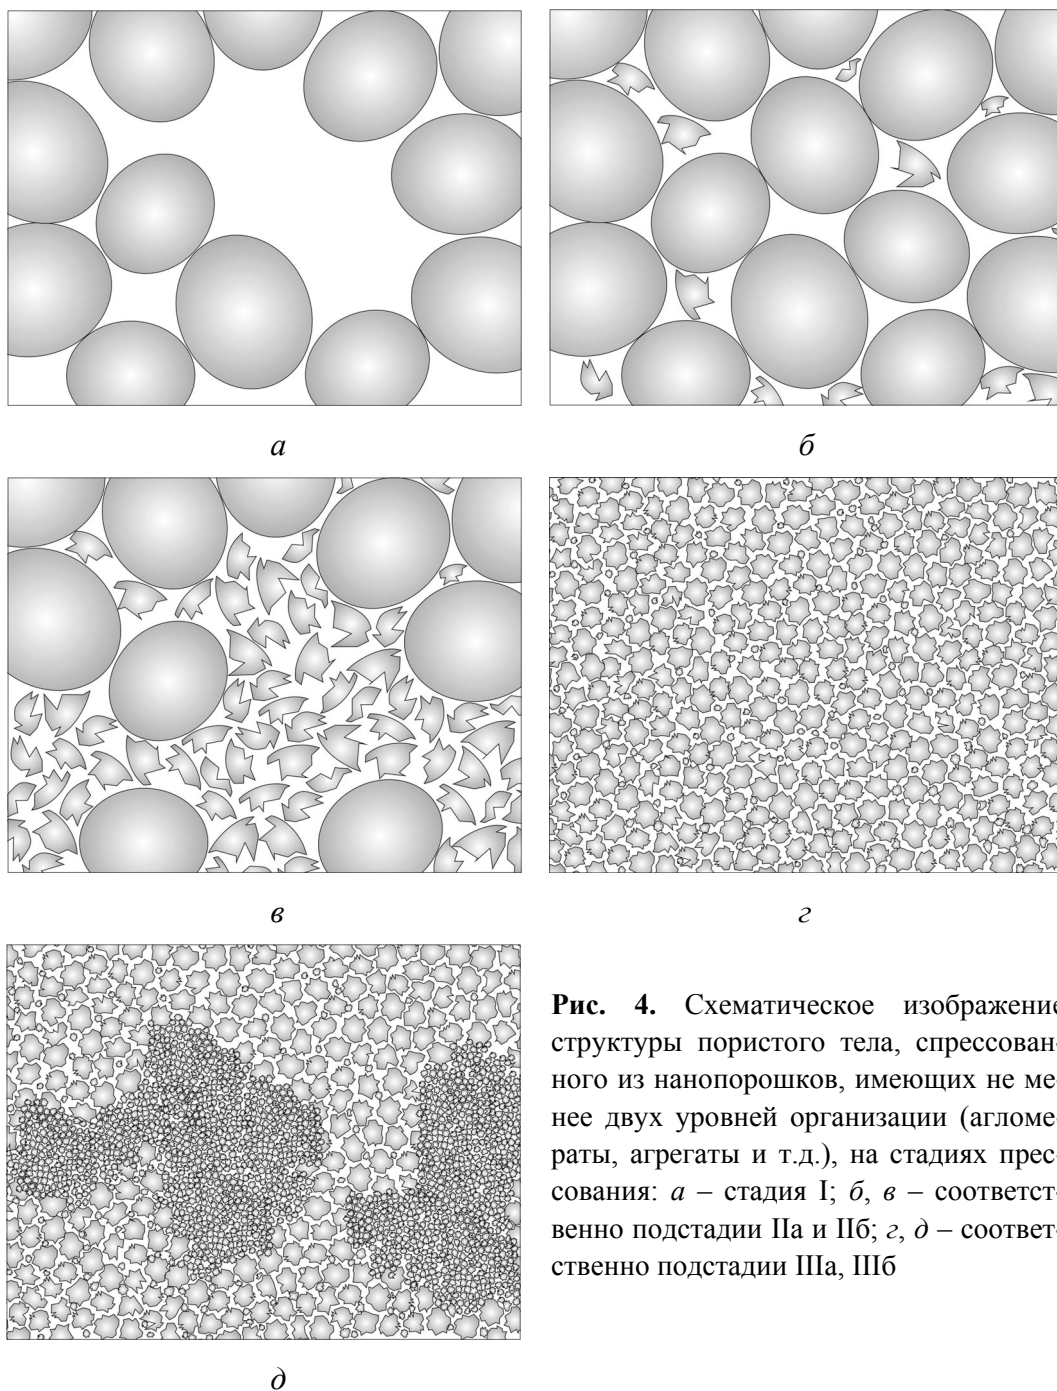 а
б
в
г
Рис. 4. Схематическое изображение
структуры пористого тела, спрессован-
ного из нанопорошков, имеющих не ме-
нее двух уровней организации (агломе-
раты, агрегаты и т.д.), на стадиях прес-
сования: а – стадия I; б, в – соответст-
венно подстадии IIа и IIб; г, д – соответ-
ственно подстадии IIIа, IIIб
д